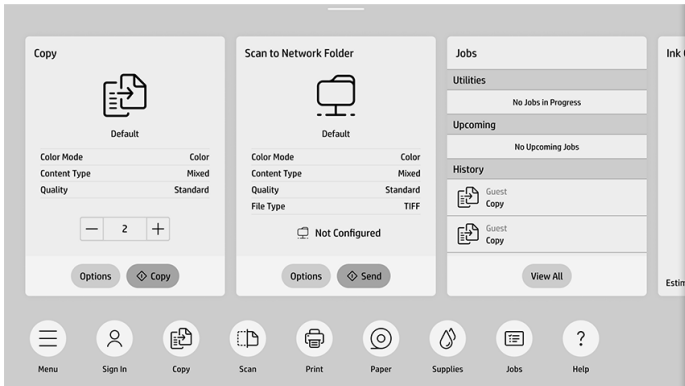 Copy
Default
Color Mode Color
Content Type Mixed
Quality Standard
2
Options Copy
Scan to Network Folder
Default
Color Mode Color
Content Type Mixed
Quality Standard
File Type TIFF
Not Configured
Options Send
Jobs
Utilities
No Jobs in Progress
Upcoming
No Upcoming Jobs
History
Guest
Copy
Guest
Copy
View All
Ink
Estim
Menu Sign In Copy Scan Print Paper Supplies Jobs Help